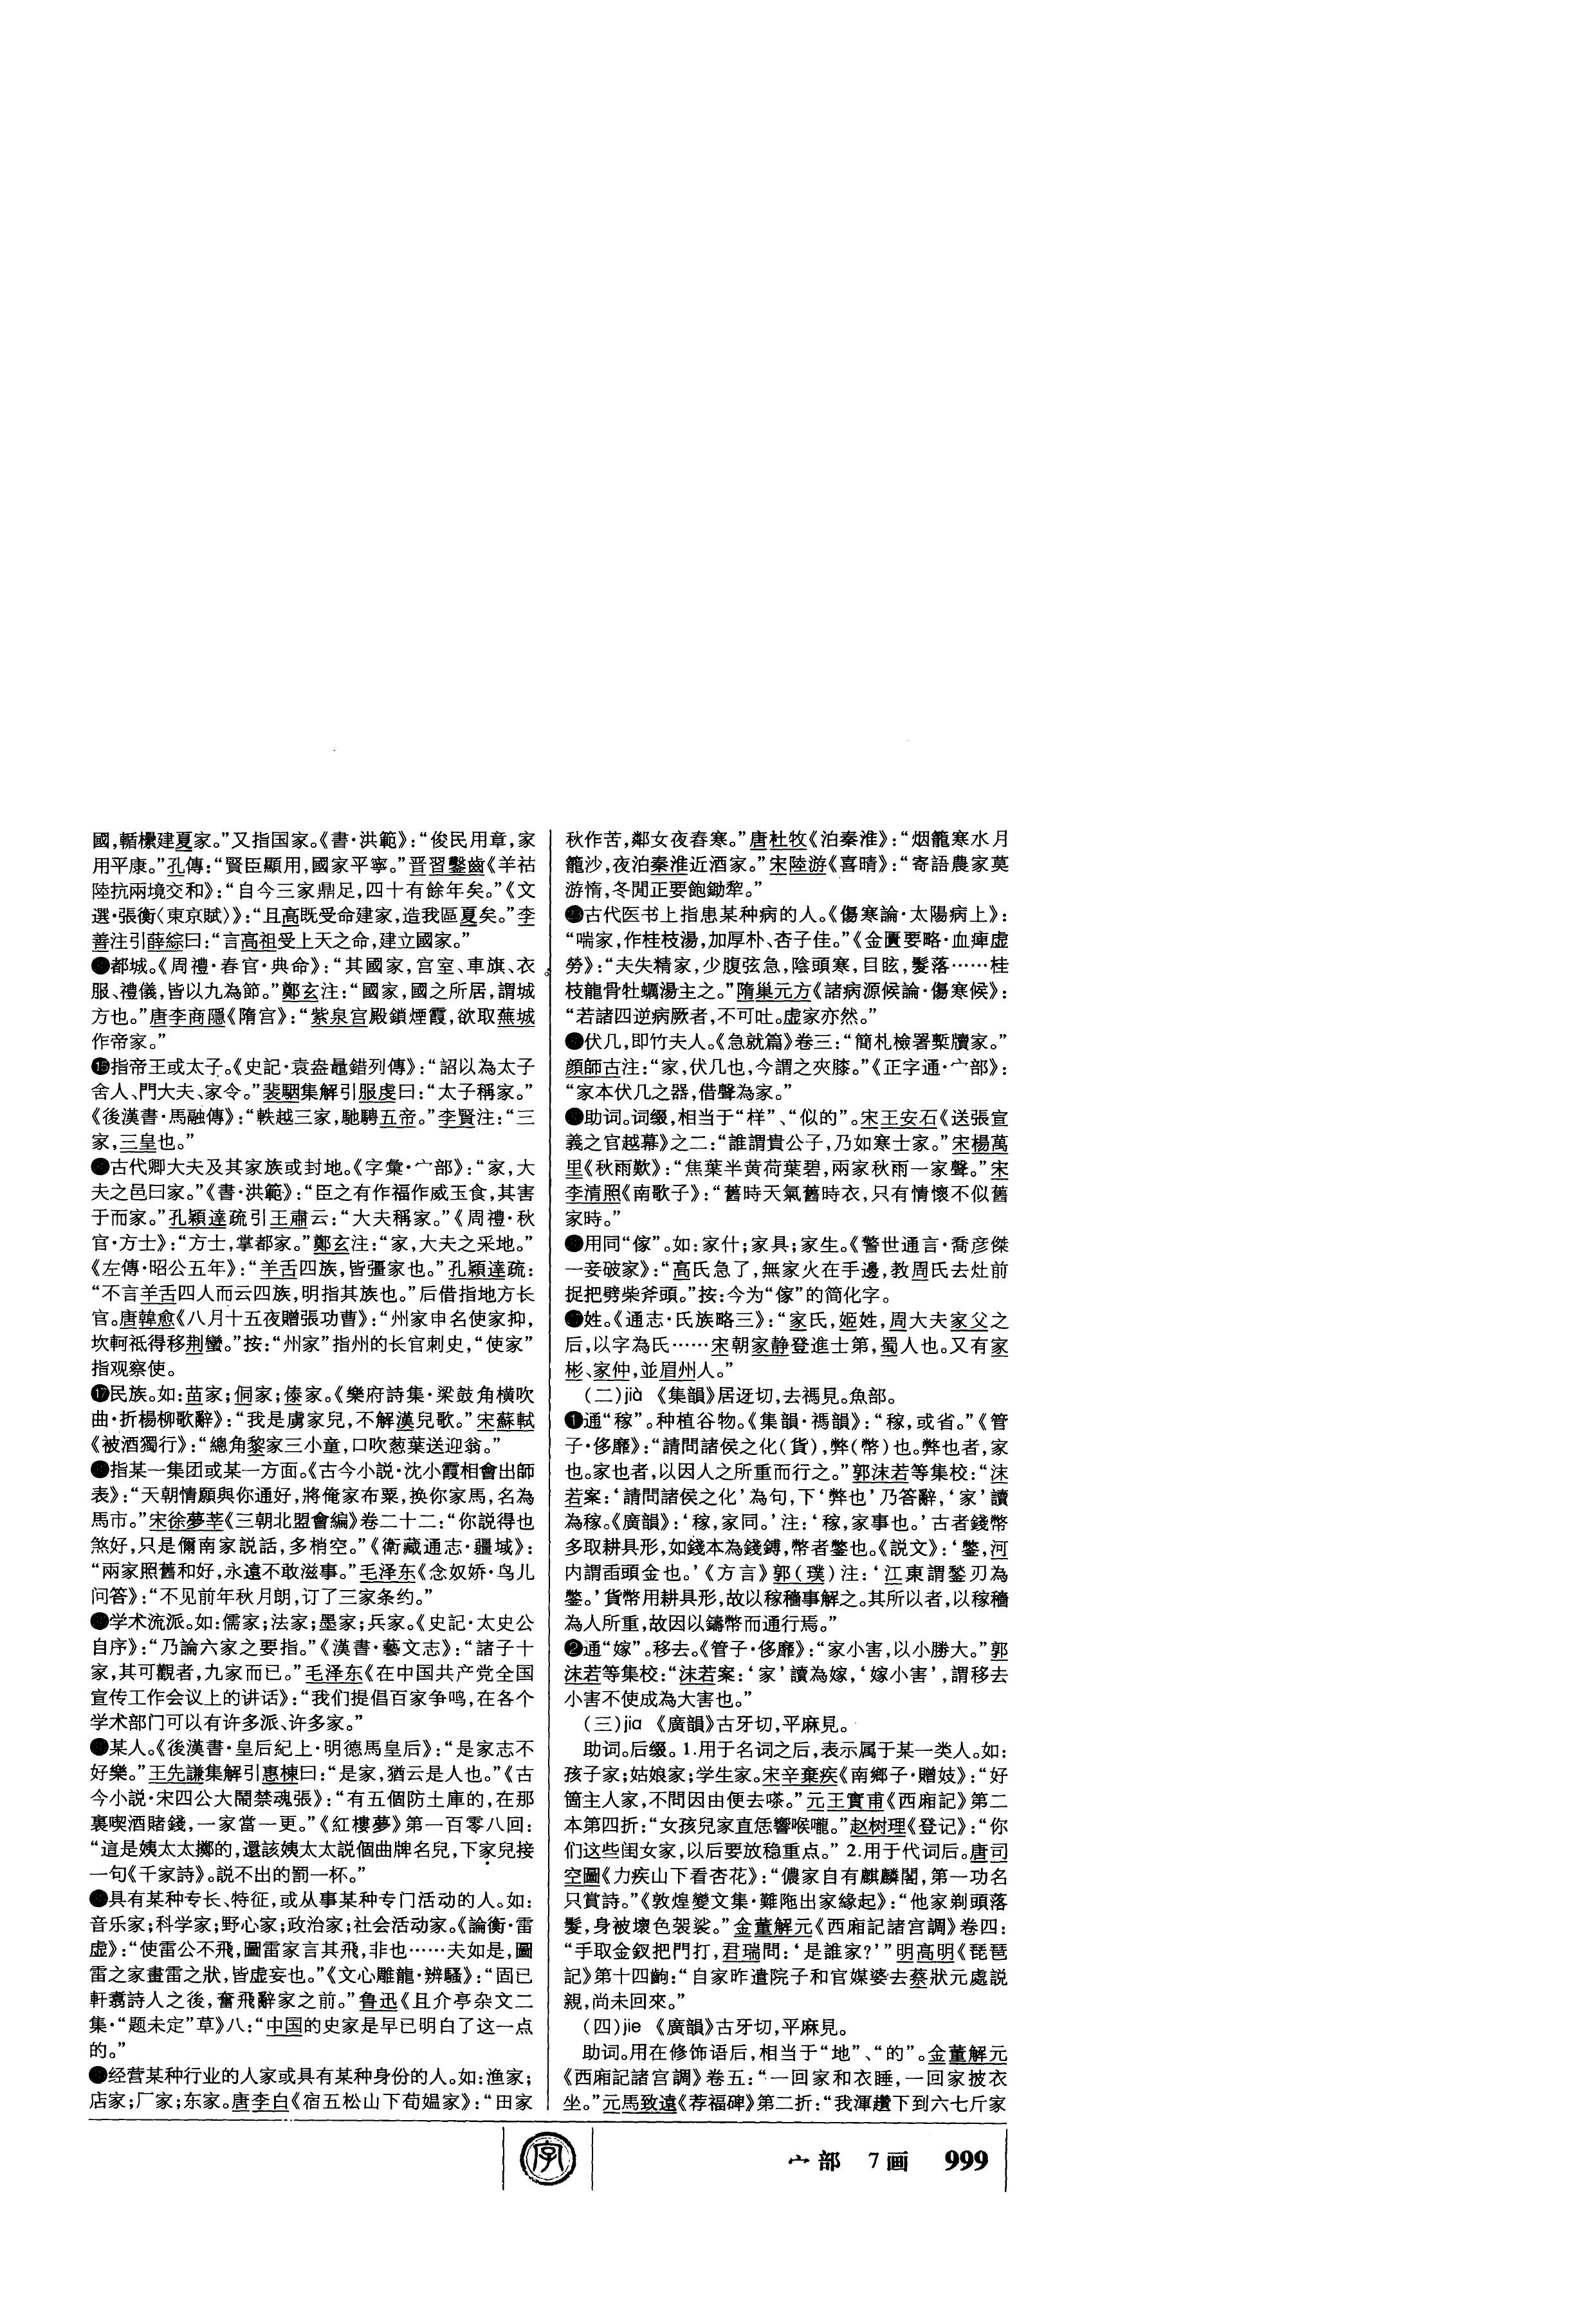 國，輴欙建夏家。”又指国家。《書·洪範》：“俊民用章，家
用平康。”孔傳：“賢臣顯用，國家平寧。”晋習鑿齒《羊祜
陸抗兩境交和》：“自今三家鼎足，四十有餘年矣。”《文
選·張衡〈東京賦〉》：“且高既受命建家，造我區夏矣。”李
善注引薛綜曰：“言高祖受上天之命，建立國家。”
都城。《周禮·春官·典命》：“其國家，宫室、車旗、衣
服、禮儀，皆以九為節。”鄭玄注：“國家，國之所居，謂城
方也。”唐李商隱《隋宫》：“紫泉宫殿鎖煙霞，欲取蕪城
作帝家。”
⓯指帝王或太子。《史記·袁盎鼂錯列傳》：“詔以為太子
舍人、門大夫、家令。”裴駰集解引服虔曰：“太子稱家。”
《後漢書·馬融傳》：“軼越三家，馳騁五帝。”李賢注：“三
家，三皇也。”
古代卿大夫及其家族或封地。《字彙·宀部》：“家，大
夫之邑曰家。”《書·洪範》：“臣之有作福作威玉食，其害
于而家。”孔穎達疏引王肅云：“大夫稱家。”《周禮·秋
官·方士》：“方士，掌都家。”鄭玄注：“家，大夫之采地。”
《左傳·昭公五年》：“羊舌四族，皆彊家也。”孔穎達疏：
“不言羊舌四人而云四族，明指其族也。”后借指地方长
官。唐韓愈《八月十五夜贈張功曹》：“州家申名使家抑，
坎軻祗得移荆蠻。”按：“州家”指州的长官刺史，“使家”
指观察使。
⓱民族。如：苗家；侗家；傣家。《樂府詩集·梁鼓角横吹
曲·折楊柳歌辭》：“我是虜家兒，不解漢兒歌。”宋蘇軾
《被酒獨行》：“總角黎家三小童，口吹葱葉送迎翁。”
指某一集团或某一方面。《古今小説·沈小霞相會出師
表》：“天朝情願與你通好，將俺家布粟，换你家馬，名為
馬市。”宋徐夢莘《三朝北盟會編》卷二十二：“你説得也
煞好，只是儞南家説話，多梢空。”《衛藏通志·疆域》：
“兩家照舊和好，永遠不敢滋事。”毛泽东《念奴娇·鸟儿
问答》：“不见前年秋月朗，订了三家条约。”
学术流派。如：儒家；法家；墨家；兵家。《史記·太史公
自序》：“乃論六家之要指。”《漢書·藝文志》：“諸子十
家，其可觀者，九家而已。”毛泽东《在中国共产党全国
宣传工作会议上的讲话》：“我们提倡百家争鸣，在各个
学术部门可以有许多派、许多家。”
某人。《後漢書·皇后紀上·明德馬皇后》：“是家志不
好樂。”王先謙集解引惠棟曰：“是家，猶云是人也。”《古
今小説·宋四公大鬧禁魂張》：“有五個防土庫的，在那
裏喫酒賭錢，一家當一更。”《紅樓夢》第一百零八回：
“這是姨太太擲的，還該姨太太説個曲牌名兒，下家兒接
一句《千家詩》。説不出的罰一杯。”
具有某种专长、特征，或从事某种专门活动的人。如：
音乐家；科学家；野心家；政治家；社会活动家。《論衡·雷
虚》：“使雷公不飛，圖雷家言其飛，非也……夫如是，圖
雷之家畫雷之狀，皆虚妄也。”《文心雕龍·辨騷》：“固已
軒翥詩人之後，奮飛辭家之前。”鲁迅《且介亭杂文二
集·“题未定”草》八：“中国的史家是早已明白了这一点
的。”
经营某种行业的人家或具有某种身份的人。如：渔家；
店家；厂家；东家。唐李白《宿五松山下荀媪家》：“田家
秋作苦，鄰女夜舂寒。”唐杜牧《泊秦淮》：“烟籠寒水月
籠沙，夜泊秦淮近酒家。”宋陸游《喜晴》：“寄語農家莫
游惰，冬閒正要飽鋤犂。”
㉓古代医书上指患某种病的人。《傷寒論·太陽病上》：
“喘家，作桂枝湯，加厚朴、杏子佳。”《金匱要略·血痺虚
勞》：“夫失精家，少腹弦急，陰頭寒，目眩，髮落……桂
枝龍骨牡蠣湯主之。”隋巢元方《諸病源候論·傷寒候》：
“若諸四逆病厥者，不可吐。虚家亦然。”
伏几，即竹夫人。《急就篇》卷三：“簡札檢署槧牘家。”
顔師古注：“家，伏几也，今謂之夾膝。”《正字通·宀部》：
“家本伏几之器，借聲為家。”
助词。词缀，相当于“样”、“似的”。宋王安石《送張宣
義之官越幕》之二：“誰謂貴公子，乃如寒士家。”宋楊萬
里《秋雨歎》：“焦葉半黄荷葉碧，兩家秋雨一家聲。”宋
李清照《南歌子》：“舊時天氣舊時衣，只有情懷不似舊
家時。”
用同“傢”。如：家什；家具；家生。《警世通言·喬彦傑
一妾破家》：“高氏急了，無家火在手邊，教周氏去灶前
捉把劈柴斧頭。”按：今为“傢”的简化字。
姓。《通志·氏族略三》：“家氏，姬姓，周大夫家父之
后，以字為氏……宋朝家静登進士第，蜀人也。又有家
彬、家仲，並眉州人。”
（二）jià 《集韻》居迓切，去禡見。魚部。
❶通“稼”。种植谷物。《集韻·禡韻》：“稼，或省。”《管
子·侈靡》：“請問諸侯之化（貨），弊（幣）也。弊也者，家
也。家也者，以因人之所重而行之。”郭沫若等集校：“沫
若案：‘請問諸侯之化’為句，下‘弊也’乃答辭，‘家’讀
為稼。《廣韻》：‘稼，家同。’注：‘稼，家事也。’古者錢幣
多取耕具形，如錢本為錢鎛，幣者鐅也。《説文》：‘鐅，河
内謂臿頭金也。’《方言》郭（璞）注：‘江東謂鍫刃為
鐅。’貨幣用耕具形，故以稼穡事解之。其所以者，以稼穡
為人所重，故因以鑄幣而通行焉。”
❷通“嫁”。移去。《管子·侈靡》：“家小害，以小勝大。”郭
沫若等集校：“沫若案：‘家’讀為嫁，‘嫁小害’，謂移去
小害不使成為大害也。”
（三）jia 《廣韻》古牙切，平麻見。
助词。后缀。1.用于名词之后，表示属于某一类人。如：
孩子家；姑娘家；学生家。宋辛棄疾《南鄉子·贈妓》：“好
箇主人家，不問因由便去嗏。”元王實甫《西廂記》第二
本第四折：“女孩兒家直恁響喉嚨。”赵树理《登记》：“你
们这些闺女家，以后要放稳重点。”2.用于代词后。唐司
空圖《力疾山下看杏花》：“儂家自有麒麟閣，第一功名
只賞詩。”《敦煌變文集·難陁出家緣起》：“他家剃頭落
髮，身被壞色袈裟。”金董解元《西廂記諸宫調》卷四：
“手取金釵把門打，君瑞問：‘是誰家？’”明高明《琵琶
記》第十四齣：“自家昨遣院子和官媒婆去蔡狀元處説
親，尚未回來。”
（四）jie 《廣韻》古牙切，平麻見。
助词。用在修饰语后，相当于“地”、“的”。金董解元
《西廂記諸宫調》卷五：“一回家和衣睡，一回家披衣
坐。”元馬致遠《荐福碑》第二折：“我渾攢下到六七斤家
字
宀部 7画 999